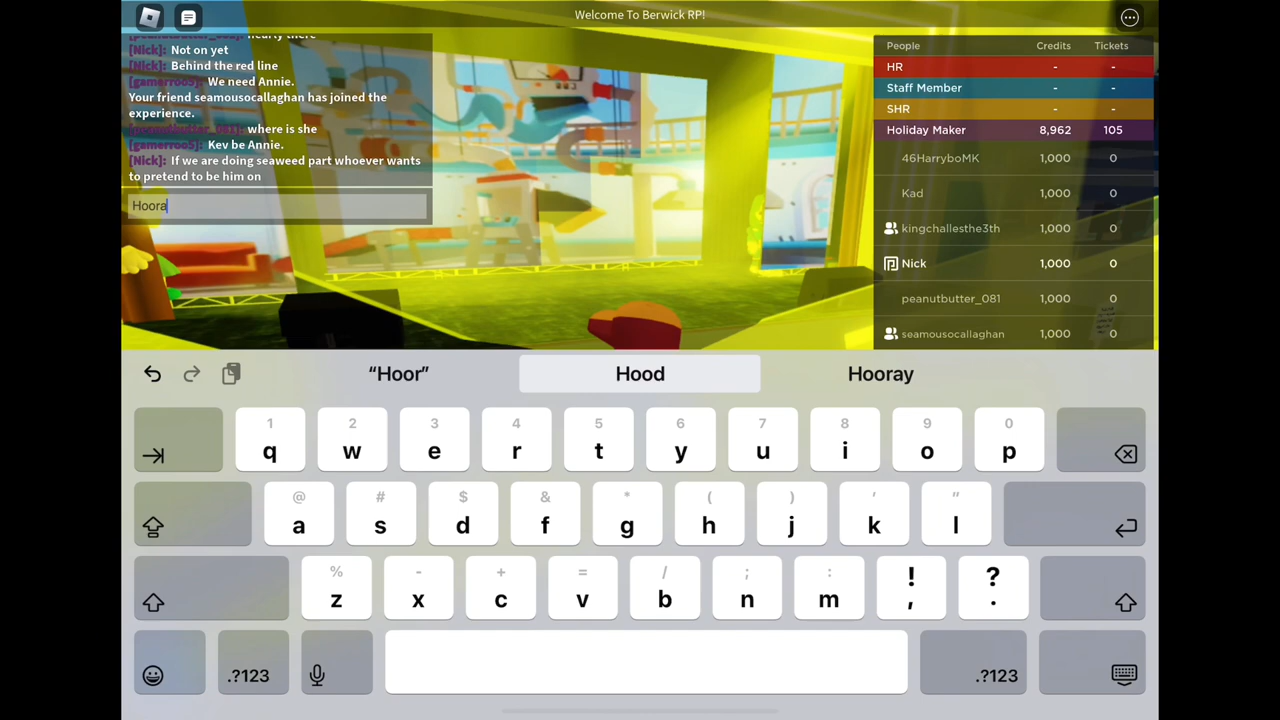 Welcome To Berwick RP!
nearly there
[Nick]: Not on yet
[Nick]: Behind the red line
[gamerroo5]: We need Annie.
Your friend seamousocallaghan has joined the
experience.
[peanutbutter_081]: where is she
[gamerroo5]: Kev be Annie.
[Nick]: If we are doing seaweed part whoever wants
to pretend to be him on
Hoora
People Credits Tickets
HR - -
Staff Member - -
SHR - -
Holiday Maker 8,962 105
46HarryboMK 1,000 0
Kad 1,000 0
kingchallesthe3th 1,000 0
Nick 1,000 0
peanutbutter_081 1,000 0
seamousocallaghan 1,000 0
“Hoor” Hood Hooray
1 2 3 4 5 6 7 8 9 0
q w e r t y u i o p
@ # $ & * ( ) ' "
a s d f g h j k l
% - + = / ; : ! ?
z x c v b n m , .
.?123 .?123